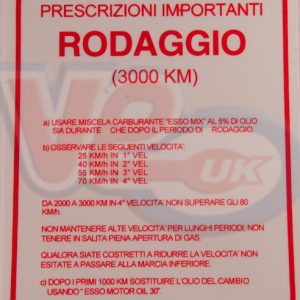 PRESCRIZIONI IMPORTANTI
RODAGGIO
(3000 KM)
a) USARE MISCELA CARBURANTE "ESSO MIX" AL 5% DI OLIO
SIA DURANTE CHE DOPO IL PERIODO DI RODAGGIO.
b) OSSERVARE LE SEGUENTI VELOCITA'
25 KM/H IN 1° VEL
40 KM/H IN 2° VEL
55 KM/H IN 3° VEL
70 KM/H IN 4° VEL
DA 2000 A 3000 KM IN 4° VELOCITA' NON SUPERARE GLI 80
KM/H.
NON MANTENERE ALTE VELOCITA' PER LUNGHI PERIODI, NON
TENERE IN SALITA PIENA APERTURA DI GAS.
QUALORA SIATE COSTRETTI A RIDURRE LA VELOCITA' NON
ESITATE A PASSARE ALLA MARCIA INFERIORE.
c) DOPO I PRIMI 1000 KM SOSTITUIRE L'OLIO DEL CAMBIO
USANDO " ESSO MOTOR OIL 30".
VE
UK